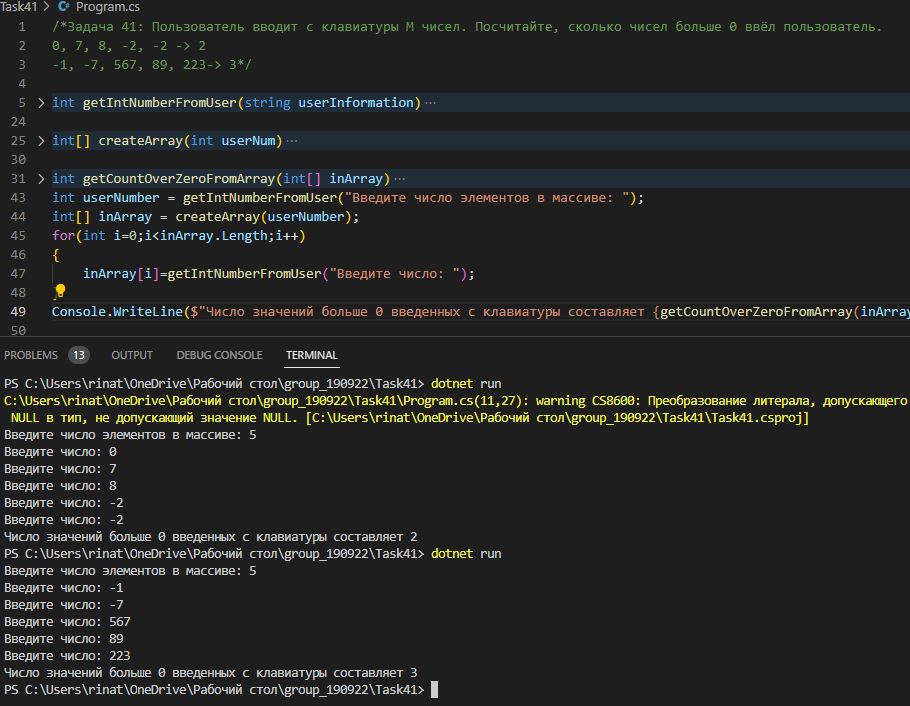 Task41 > C# Program.cs
1 /*Задача 41: Пользователь вводит с клавиатуры M чисел. Посчитайте, сколько чисел больше 0 ввёл пользователь.
2 0, 7, 8, -2, -2 -> 2
3 -1, -7, 567, 89, 223-> 3*/
4
5 > int getIntNumberFromUser(string userInformation) ···
24
25 > int[] createArray(int userNum) ···
30
31 > int getCountOverZeroFromArray(int[] inArray) ···
43 int userNumber = getIntNumberFromUser("Введите число элементов в массиве: ");
44 int[] inArray = createArray(userNumber);
45 for(int i=0;i<inArray.Length;i++)
46 {
47 inArray[i]=getIntNumberFromUser("Введите число: ");
48 }
49 Console.WriteLine($"Число значений больше 0 введенных с клавиатуры составляет {getCountOverZeroFromArray(inArray
50
PROBLEMS 13 OUTPUT DEBUG CONSOLE TERMINAL
PS C:\Users\rinat\OneDrive\Рабочий стол\group_190922\Task41> dotnet run
C:\Users\rinat\OneDrive\Рабочий стол\group_190922\Task41\Program.cs(11,27): warning CS8600: Преобразование литерала, допускающего
NULL в тип, не допускающий значение NULL. [C:\Users\rinat\OneDrive\Рабочий стол\group_190922\Task41\Task41.csproj]
Введите число элементов в массиве: 5
Введите число: 0
Введите число: 7
Введите число: 8
Введите число: -2
Введите число: -2
Число значений больше 0 введенных с клавиатуры составляет 2
PS C:\Users\rinat\OneDrive\Рабочий стол\group_190922\Task41> dotnet run
Введите число элементов в массиве: 5
Введите число: -1
Введите число: -7
Введите число: 567
Введите число: 89
Введите число: 223
Число значений больше 0 введенных с клавиатуры составляет 3
PS C:\Users\rinat\OneDrive\Рабочий стол\group_190922\Task41>